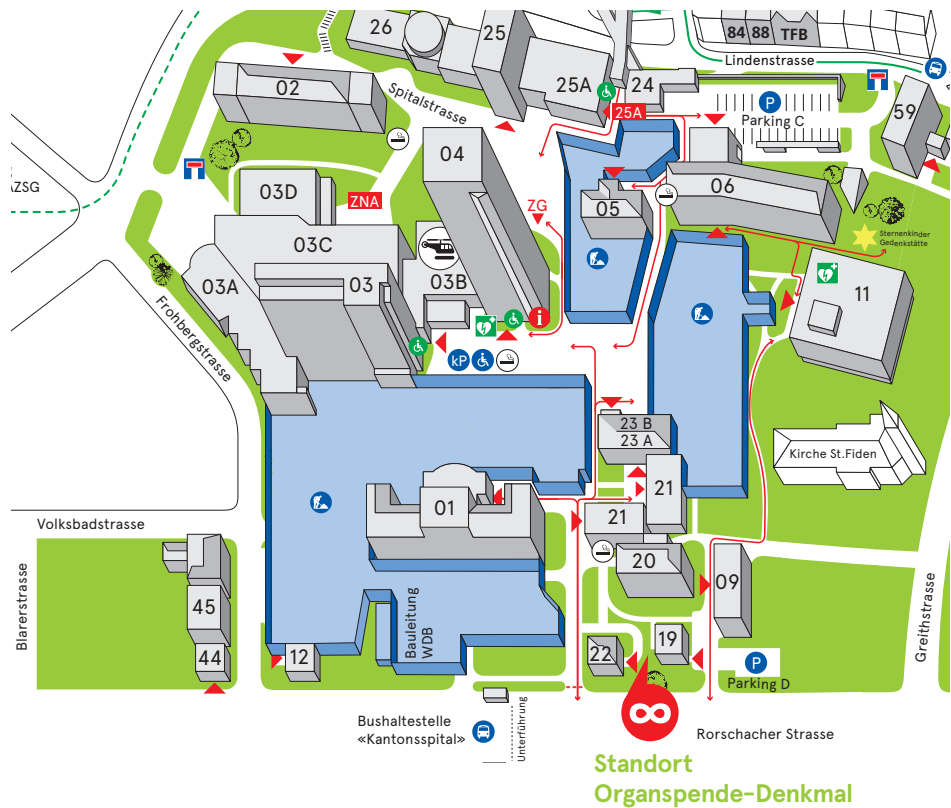 84 88 TFB
26
25
Lindenstrasse
25A
24
02
Spitalstrasse
25A
P
Parking C
59
04
AZSG
03D
ZNA
ZG
05
06
Sternenkinder
Gedenkstätte
03C
03A
03
03B
11
i
Frohbergstrasse
kP
23 B
23 A
Kirche St.Fiden
01
21
21
Volksbadstrasse
20
Blarerstrasse
45
09
Bauleitung
WDB
Greithstrasse
44
12
22
19
P
Parking D
Bushaltestelle
«Kantonsspital»
Unterführung
Rorschacher Strasse
Standort
Organspende-Denkmal